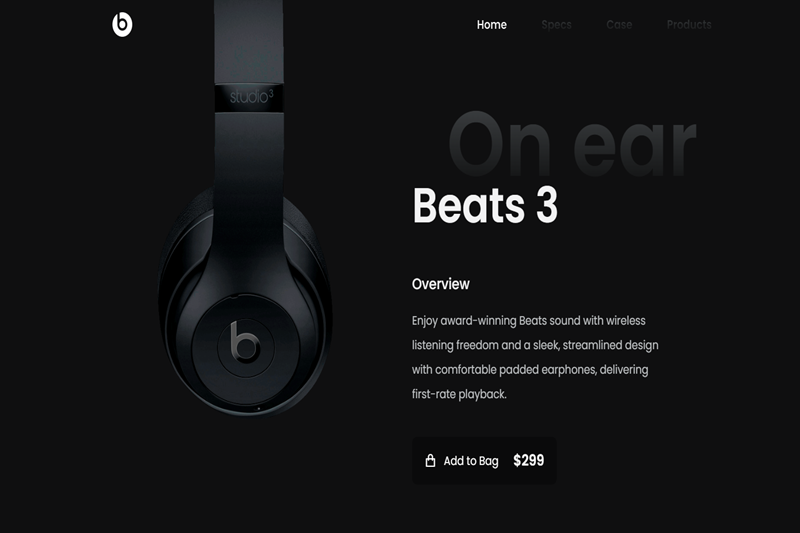 b
Home Specs Case Products
studio3
On ear
Beats 3
Overview
Enjoy award-winning Beats sound with wireless
listening freedom and a sleek, streamlined design
with comfortable padded earphones, delivering
first-rate playback.
b
Add to Bag $299